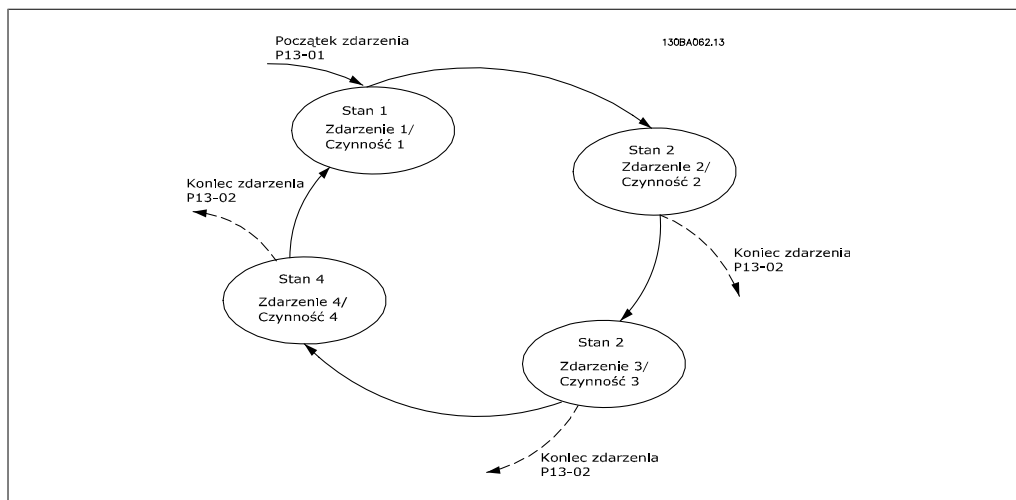 Początek zdarzenia
P13-01
130BA062.13
Stan 1
Zdarzenie 1/
Czynność 1
Stan 2
Zdarzenie 2/
Czynność 2
Koniec zdarzenia
P13-02
Koniec zdarzenia
P13-02
Stan 4
Zdarzenie 4/
Czynność 4
Stan 2
Zdarzenie 3/
Czynność 3
Koniec zdarzenia
P13-02